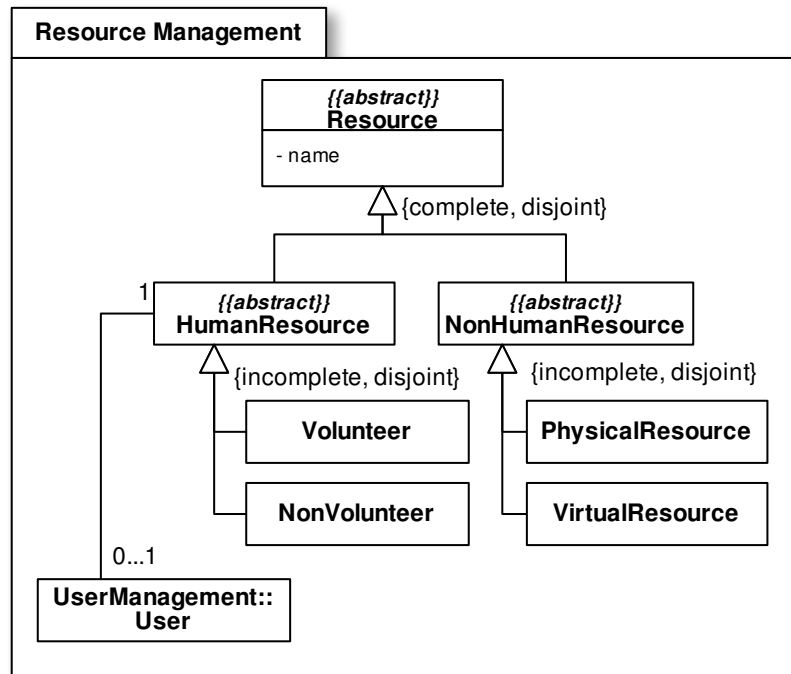 Resource Management
{{abstract}}
Resource
- name
{complete, disjoint}
1
{{abstract}}
HumanResource
{{abstract}}
NonHumanResource
{incomplete, disjoint}
{incomplete, disjoint}
Volunteer
PhysicalResource
NonVolunteer
VirtualResource
0...1
UserManagement::
User